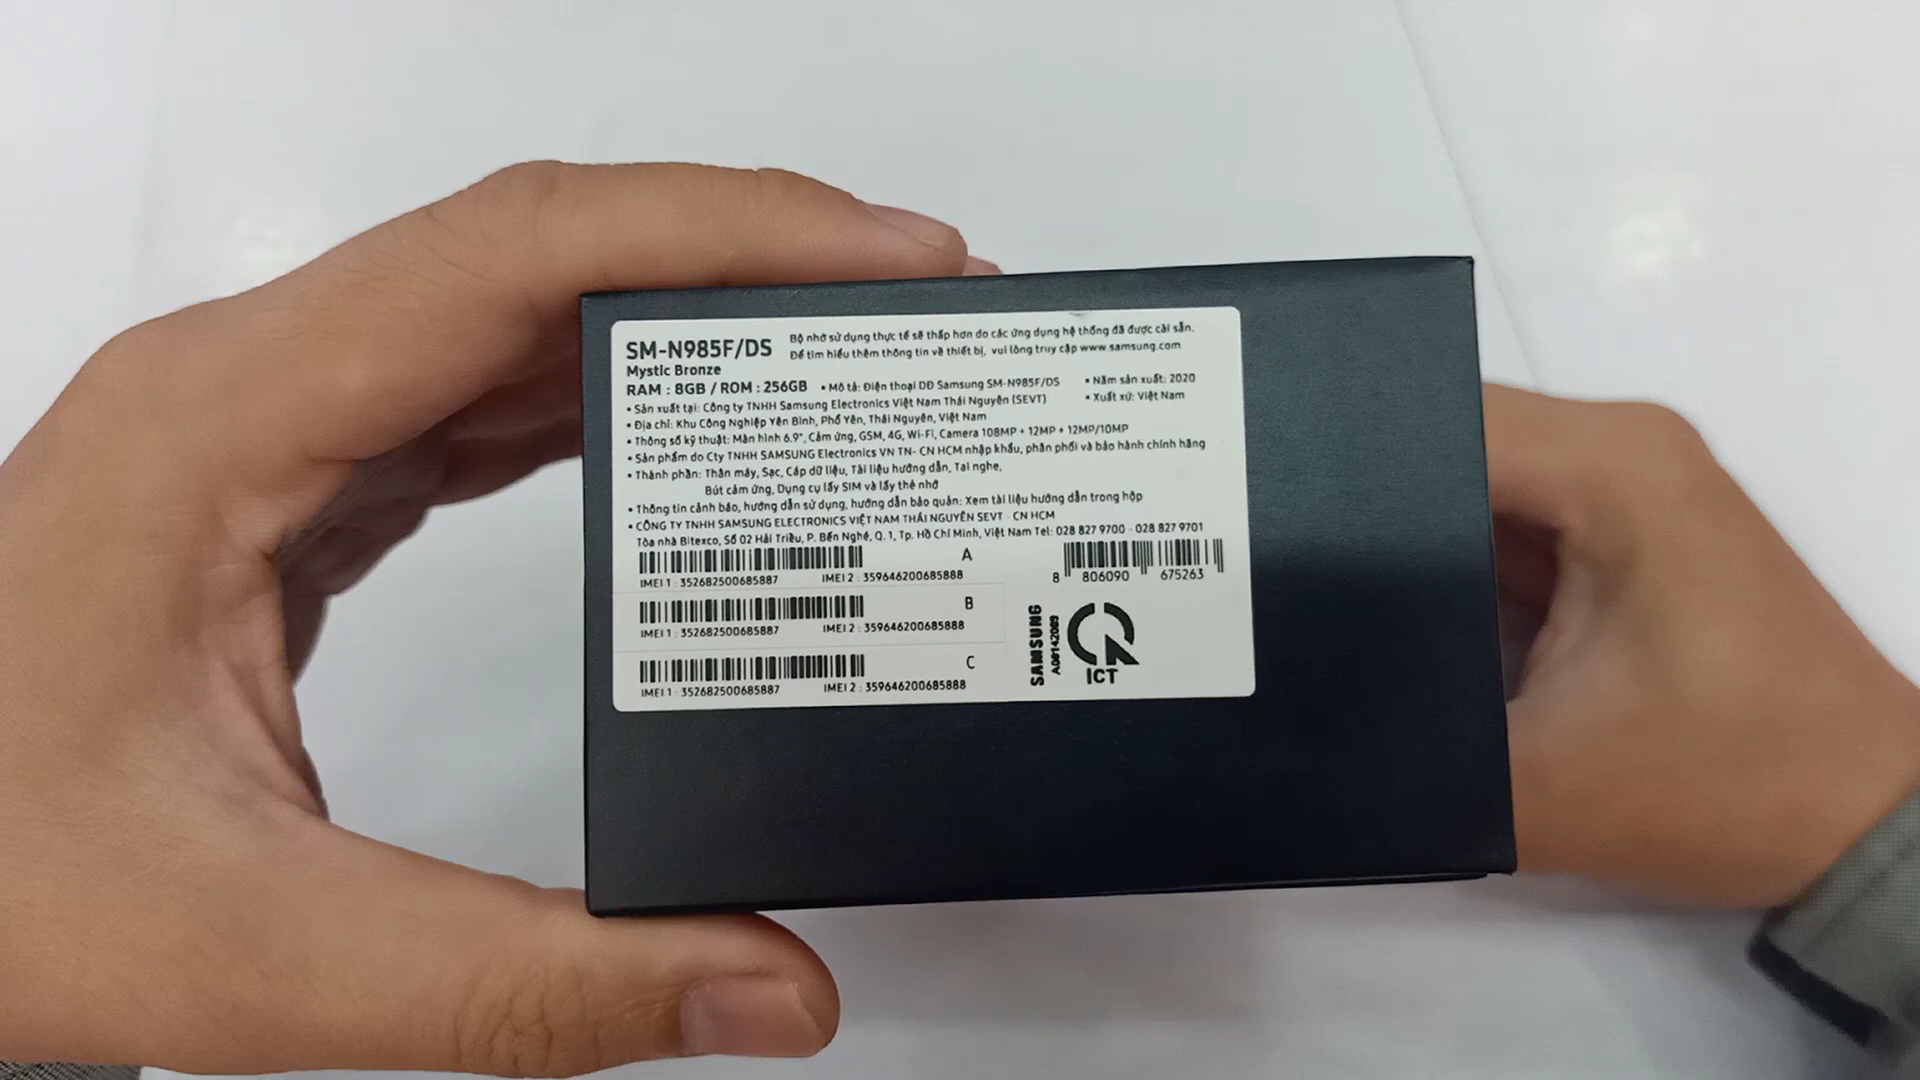 SM-N985F/DS
Mystic Bronze
RAM : 8GB / ROM : 256GB
Bộ nhớ sử dụng thực tế sẽ thấp hơn do các ứng dụng hệ thống đã được cài sẵn.
Để tìm hiểu thêm thông tin về thiết bị, vui lòng truy cập www.samsung.com
• Mô tả: Điện thoại DĐ Samsung SM-N985F/DS
• Năm sản xuất: 2020
• Sản xuất tại: Công ty TNHH Samsung Electronics Việt Nam Thái Nguyên (SEVT)
• Xuất xứ: Việt Nam
• Địa chỉ: Khu Công Nghiệp Yên Bình, Phổ Yên, Thái Nguyên, Việt Nam
• Thông số kỹ thuật: Màn hình 6.9", Cảm ứng, GSM, 4G, Wi-Fi, Camera 108MP + 12MP + 12MP/10MP
• Sản phẩm do Cty TNHH SAMSUNG Electronics VN TN- CN HCM nhập khẩu, phân phối và bảo hành chính hãng
• Thành phần: Thân máy, Sạc, Cáp dữ liệu, Tài liệu hướng dẫn, Tai nghe,
Bút cảm ứng, Dụng cụ lấy SIM và lấy thẻ nhớ
• Thông tin cảnh báo, hướng dẫn sử dụng, hướng dẫn bảo quản: Xem tài liệu hướng dẫn trong hộp
• CÔNG TY TNHH SAMSUNG ELECTRONICS VIỆT NAM THÁI NGUYÊN SEVT - CN HCM
Tòa nhà Bitexco, Số 02 Hải Triều, P. Bến Nghé, Q. 1, Tp. Hồ Chí Minh, Việt Nam Tel: 028 827 9700 - 028 827 9701
A
IMEI 1 : 352682500685887 IMEI 2 : 359646200685888
8 806090 675263
B
IMEI 1 : 352682500685887 IMEI 2 : 359646200685888
C
IMEI 1 : 352682500685887 IMEI 2 : 359646200685888
SAMSUNG
A00142089
ICT